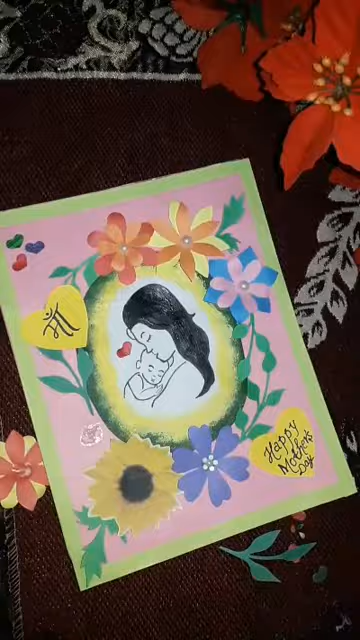 माँ
Happy
Mother's
Day